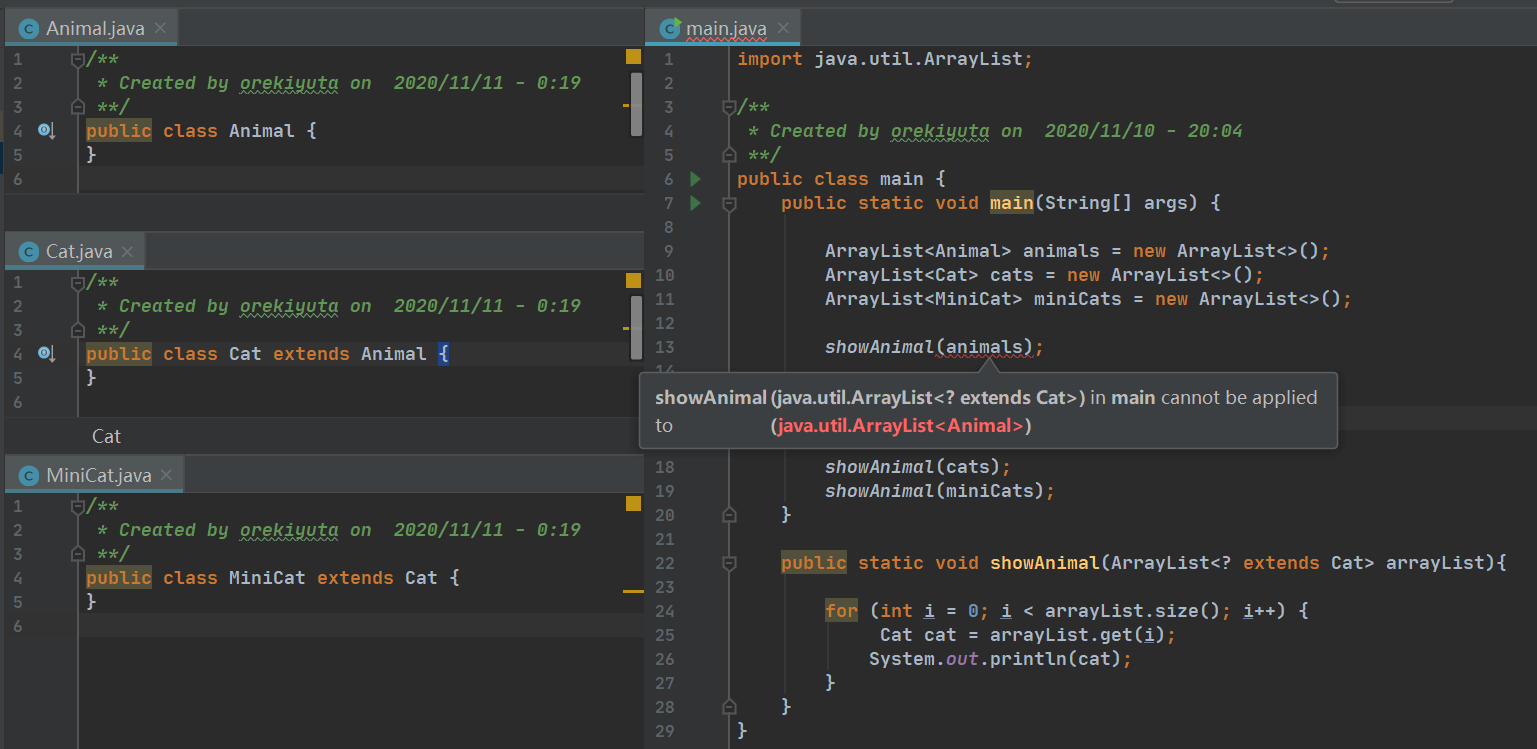 Animal.java
1 /**
2 * Created by orekiyuta on 2020/11/11 - 0:19
3 **/
4 public class Animal {
5 }
6
Cat.java
1 /**
2 * Created by orekiyuta on 2020/11/11 - 0:19
3 **/
4 public class Cat extends Animal {
5 }
6
Cat
MiniCat.java
1 /**
2 * Created by orekiyuta on 2020/11/11 - 0:19
3 **/
4 public class MiniCat extends Cat {
5 }
6
main.java
1 import java.util.ArrayList;
2
3 /**
4 * Created by orekiyuta on 2020/11/10 - 20:04
5 **/
6 public class main {
7 public static void main(String[] args) {
8
9 ArrayList<Animal> animals = new ArrayList<>();
10 ArrayList<Cat> cats = new ArrayList<>();
11 ArrayList<MiniCat> miniCats = new ArrayList<>();
12
13 showAnimal(animals);
showAnimal (java.util.ArrayList<? extends Cat>) in main cannot be applied
to (java.util.ArrayList<Animal>)
18 showAnimal(cats);
19 showAnimal(miniCats);
20 }
21
22 public static void showAnimal(ArrayList<? extends Cat> arrayList){
23
24 for (int i = 0; i < arrayList.size(); i++) {
25 Cat cat = arrayList.get(i);
26 System.out.println(cat);
27 }
28 }
29 }